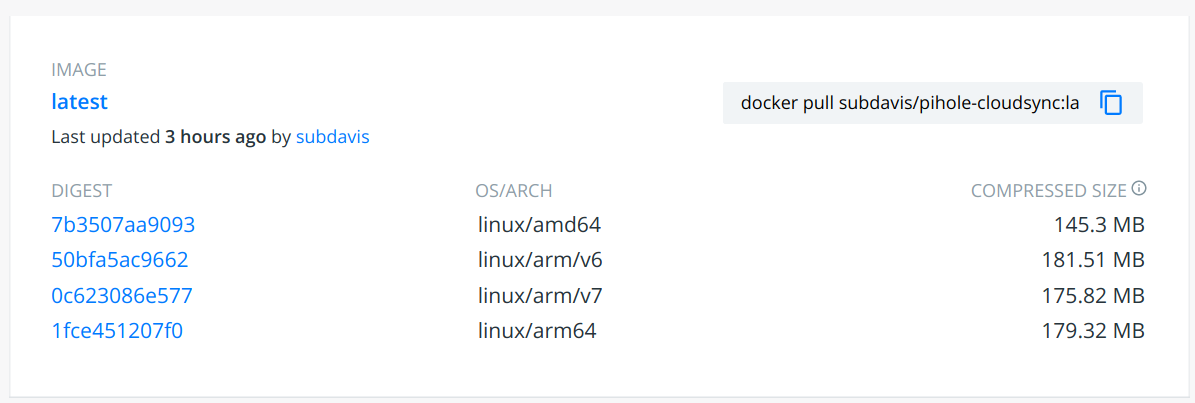 IMAGE
latest
docker pull subdavis/pihole-cloudsync:la
Last updated 3 hours ago by subdavis
DIGEST OS/ARCH COMPRESSED SIZE
7b3507aa9093 linux/amd64 145.3 MB
50bfa5ac9662 linux/arm/v6 181.51 MB
0c623086e577 linux/arm/v7 175.82 MB
1fce451207f0 linux/arm64 179.32 MB